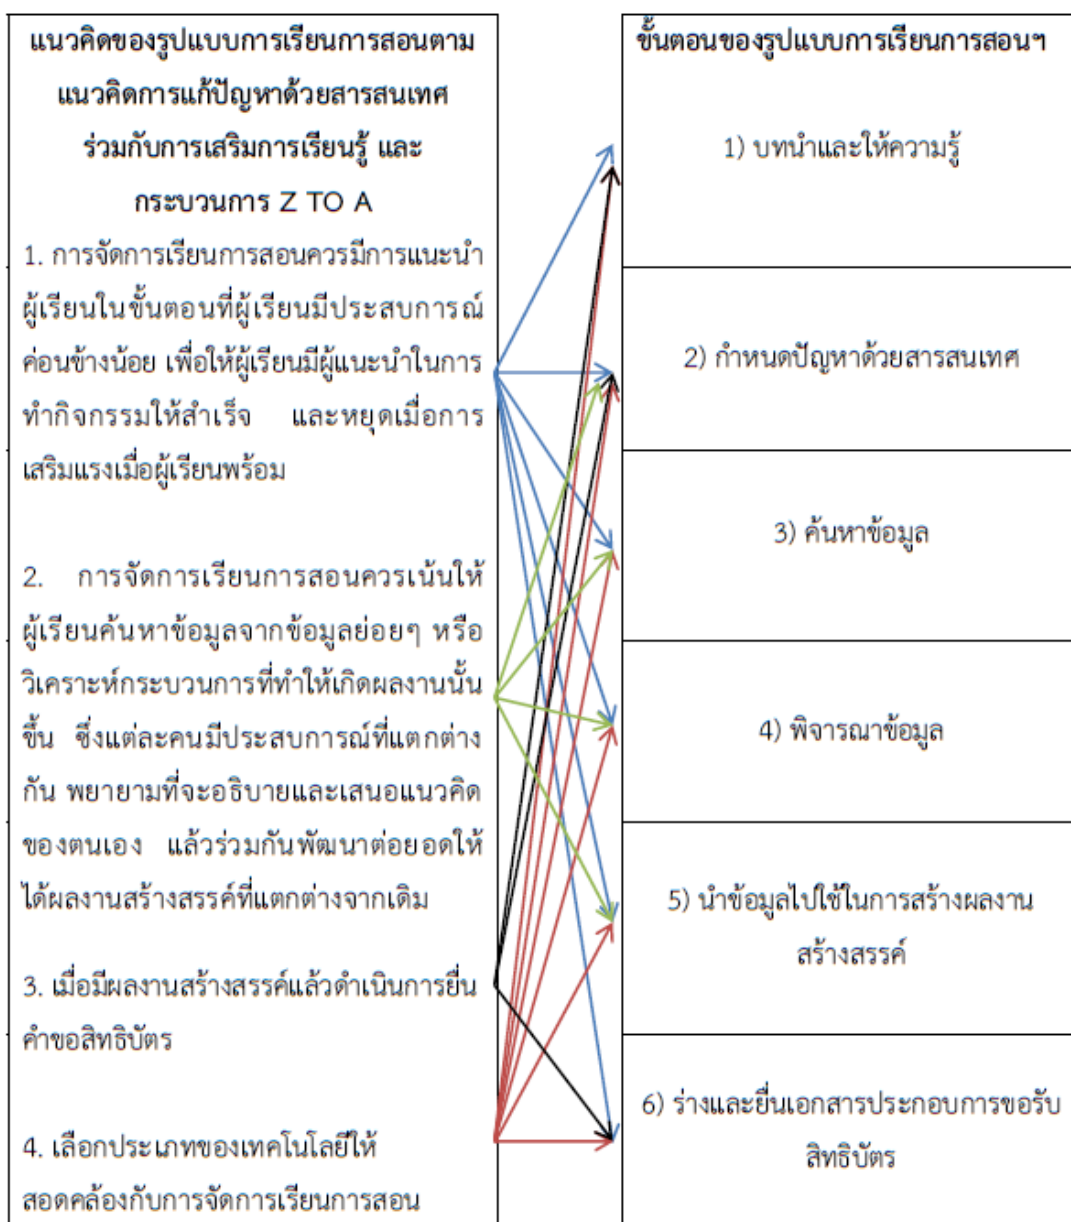 แนวคิดของรูปแบบการเรียนการสอนตาม
แนวคิดการแก้ปัญหาด้วยสารสนเทศ
ร่วมกับการเสริมการเรียนรู้ และ
กระบวนการ Z TO A
1. การจัดการเรียนการสอนควรมีการแนะนำ
ผู้เรียนในขั้นตอนที่ผู้เรียนมีประสบการณ์
ค่อนข้างน้อย เพื่อให้ผู้เรียนมีผู้แนะนำในการ
ทำกิจกรรมให้สำเร็จ และหยุดเมื่อการ
เสริมแรงเมื่อผู้เรียนพร้อม
2. การจัดการเรียนการสอนควรเน้นให้
ผู้เรียนค้นหาข้อมูลจากข้อมูลย่อยๆ หรือ
วิเคราะห์กระบวนการที่ทำให้เกิดผลงานนั้น
ขึ้น ซึ่งแต่ละคนมีประสบการณ์ที่แตกต่าง
กัน พยายามที่จะอธิบายและเสนอแนวคิด
ของตนเอง แล้วร่วมกันพัฒนาต่อยอดให้
ได้ผลงานสร้างสรรค์ที่แตกต่างจากเดิม
3. เมื่อมีผลงานสร้างสรรค์แล้วดำเนินการยื่น
คำขอสิทธิบัตร
4. เลือกประเภทของเทคโนโลยีให้
สอดคล้องกับการจัดการเรียนการสอน
ขั้นตอนของรูปแบบการเรียนการสอนฯ
1) บทนำและให้ความรู้
2) กำหนดปัญหาด้วยสารสนเทศ
3) ค้นหาข้อมูล
4) พิจารณาข้อมูล
5) นำข้อมูลไปใช้ในการสร้างผลงาน
สร้างสรรค์
6) ร่างและยื่นเอกสารประกอบการขอรับ
สิทธิบัตร